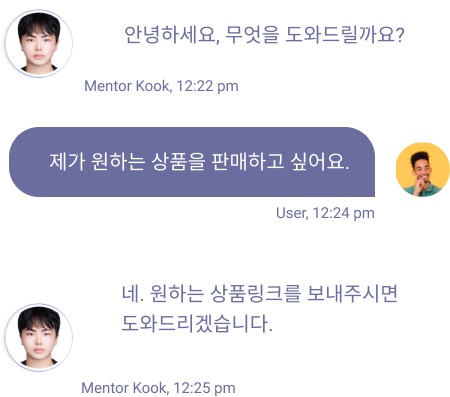 안녕하세요, 무엇을 도와드릴까요?
Mentor Kook, 12:22 pm
제가 원하는 상품을 판매하고 싶어요.
User, 12:24 pm
네. 원하는 상품링크를 보내주시면
도와드리겠습니다.
Mentor Kook, 12:25 pm